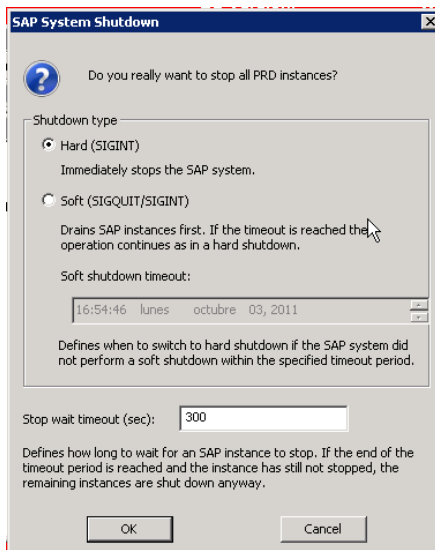 SAP System Shutdown
Do you really want to stop all PRD instances?
Shutdown type
Hard (SIGINT)
Immediately stops the SAP system.
Soft (SIGQUIT/SIGINT)
Drains SAP instances first. If the timeout is reached the
operation continues as in a hard shutdown.
Soft shutdown timeout:
16:54:46 lunes octubre 03, 2011
Defines when to switch to hard shutdown if the SAP system did
not perform a soft shutdown within the specified timeout period.
Stop wait timeout (sec): 300
Defines how long to wait for an SAP instance to stop. If the end of the
timeout period is reached and the instance has still not stopped, the
remaining instances are shut down anyway.
OK Cancel